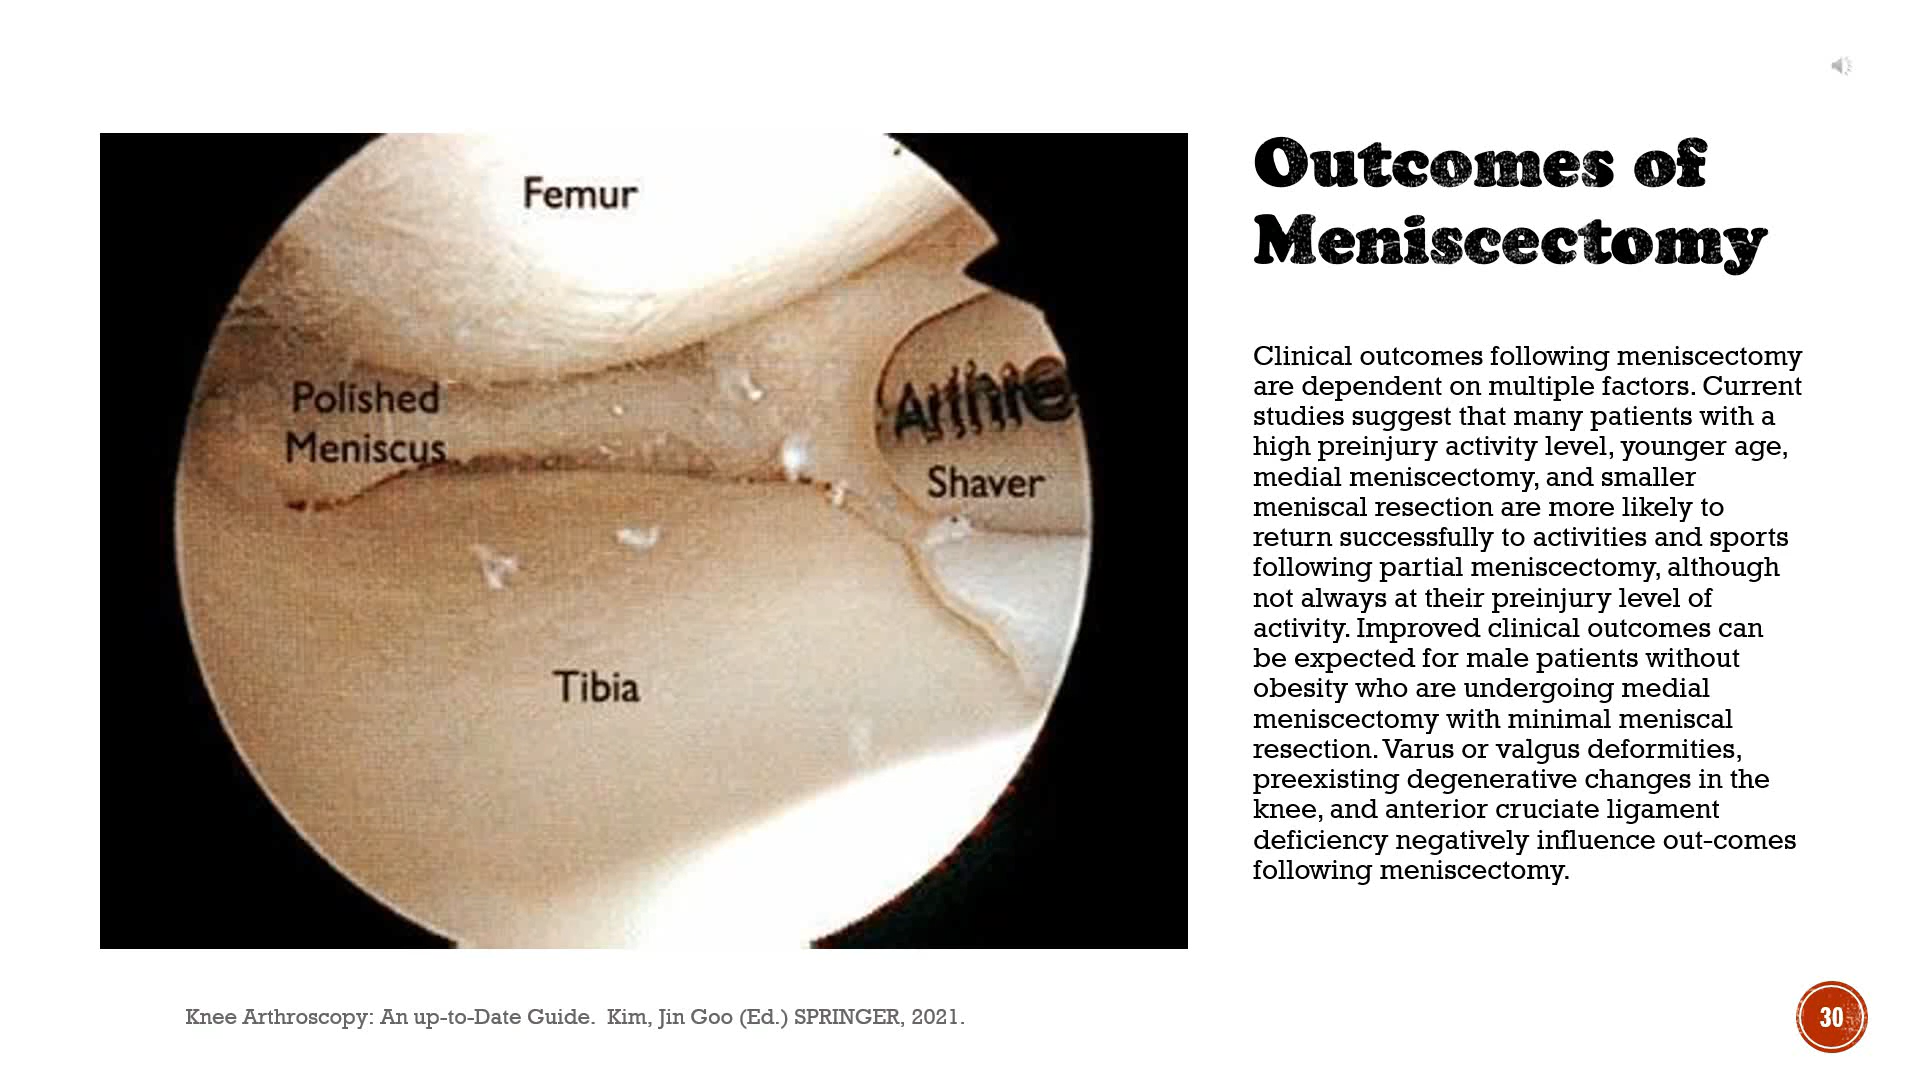 Outcomes of
Meniscectomy
Femur
Polished
Meniscus
Shaver
Tibia
Clinical outcomes following meniscectomy
are dependent on multiple factors. Current
studies suggest that many patients with a
high preinjury activity level, younger age,
medial meniscectomy, and smaller
meniscal resection are more likely to
return successfully to activities and sports
following partial meniscectomy, although
not always at their preinjury level of
activity. Improved clinical outcomes can
be expected for male patients without
obesity who are undergoing medial
meniscectomy with minimal meniscal
resection. Varus or valgus deformities,
preexisting degenerative changes in the
knee, and anterior cruciate ligament
deficiency negatively influence out-comes
following meniscectomy.
Knee Arthroscopy: An up-to-Date Guide. Kim, Jin Goo (Ed.) SPRINGER, 2021.
30